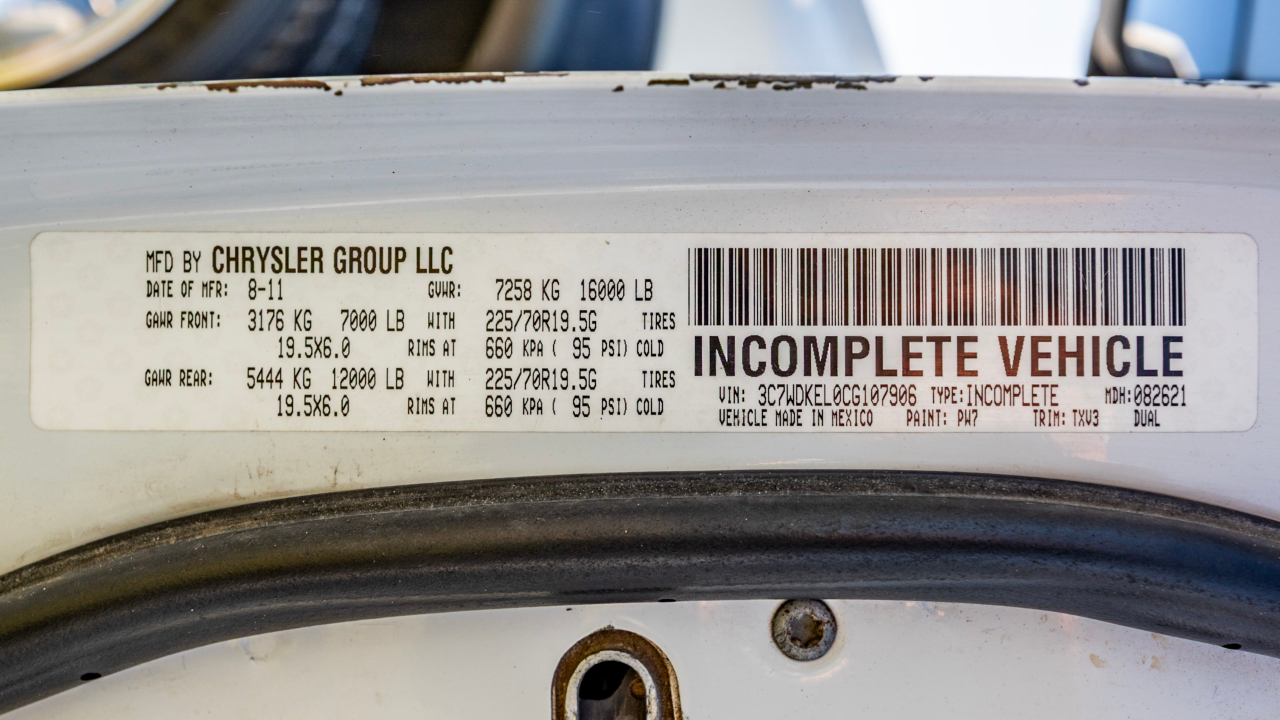 MFD BY CHRYSLER GROUP LLC
DATE OF MFR: 8-11 GVWR: 7258 KG 16000 LB
GAWR FRONT: 3176 KG 7000 LB WITH 225/70R19.5G TIRES
19.5X6.0 RIMS AT 660 KPA ( 95 PSI) COLD
GAWR REAR: 5444 KG 12000 LB WITH 225/70R19.5G TIRES
19.5X6.0 RIMS AT 660 KPA ( 95 PSI) COLD
INCOMPLETE VEHICLE
VIN: 3C7WDKEL0CG107906 TYPE:INCOMPLETE MDH:082621
VEHICLE MADE IN MEXICO PAINT: PW7 TRIM: TXV3 DUAL